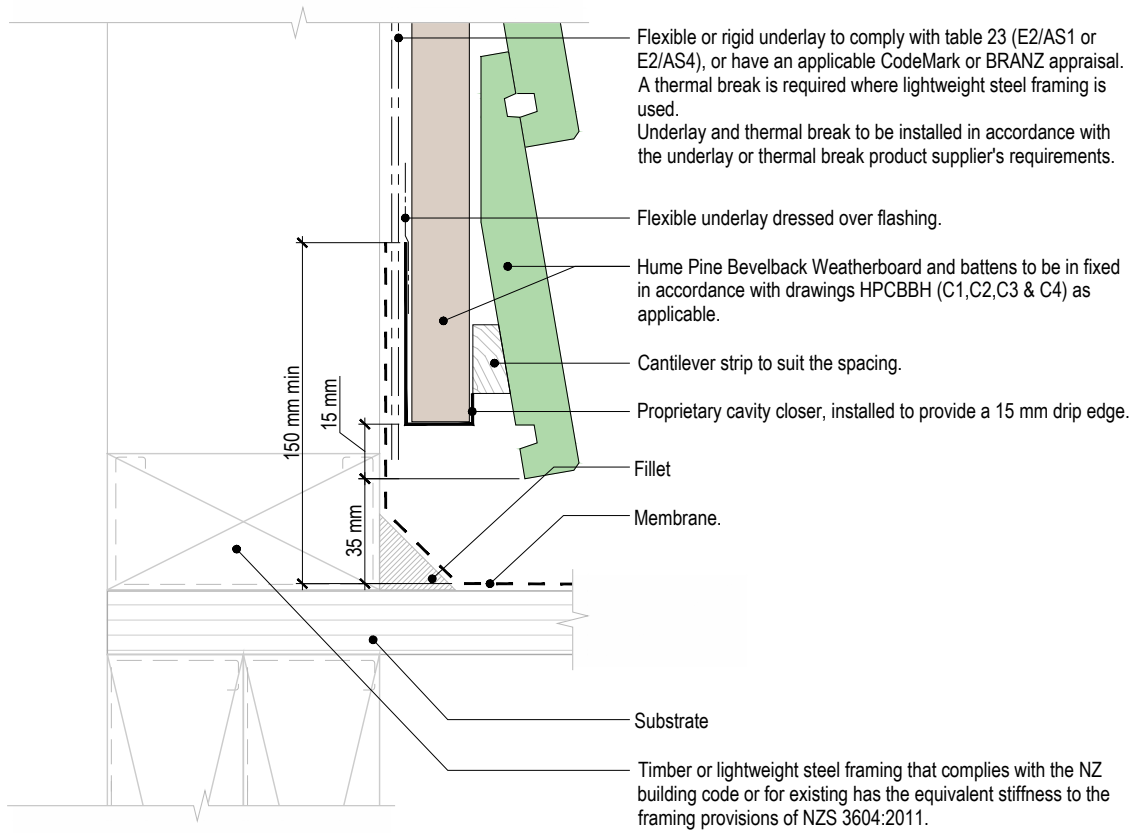 Flexible or rigid underlay to comply with table 23 (E2/AS1 or
E2/AS4), or have an applicable CodeMark or BRANZ appraisal.
A thermal break is required where lightweight steel framing is
used.
Underlay and thermal break to be installed in accordance with
the underlay or thermal break product supplier's requirements.
Flexible underlay dressed over flashing.
Hume Pine Bevelback Weatherboard and battens to be in fixed
in accordance with drawings HPCBBH (C1,C2,C3 & C4) as
applicable.
Cantilever strip to suit the spacing.
Proprietary cavity closer, installed to provide a 15 mm drip edge.
150 mm min
15 mm
35 mm
Fillet
Membrane.
Substrate
Timber or lightweight steel framing that complies with the NZ
building code or for existing has the equivalent stiffness to the
framing provisions of NZS 3604:2011.